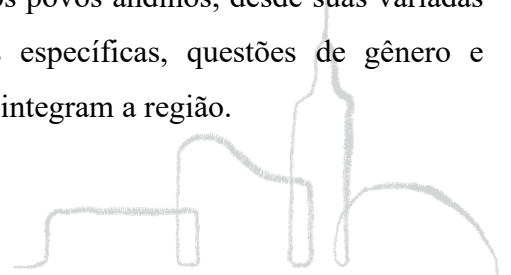 os povos andinos, desde suas variadas
específicas, questões de gênero e
integram a região.